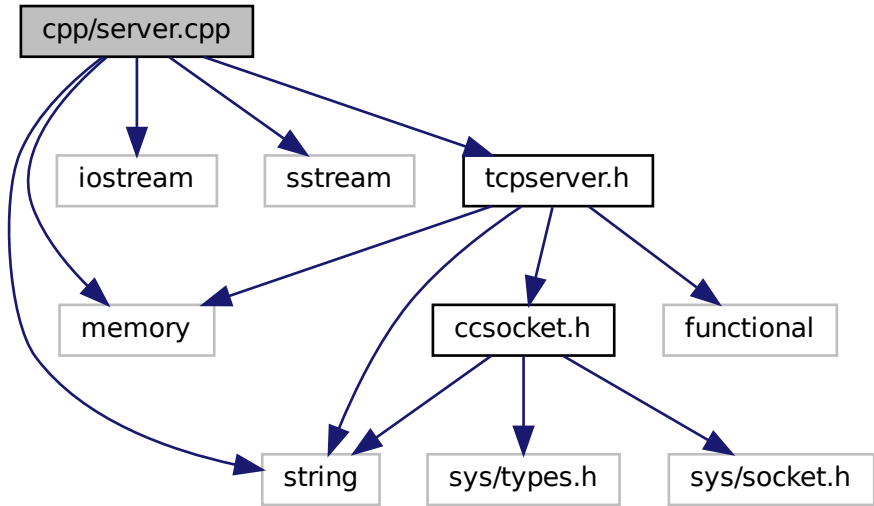 cpp/server.cpp
iostream
sstream
tcpserver.h
memory
ccsocket.h
functional
string
sys/types.h
sys/socket.h